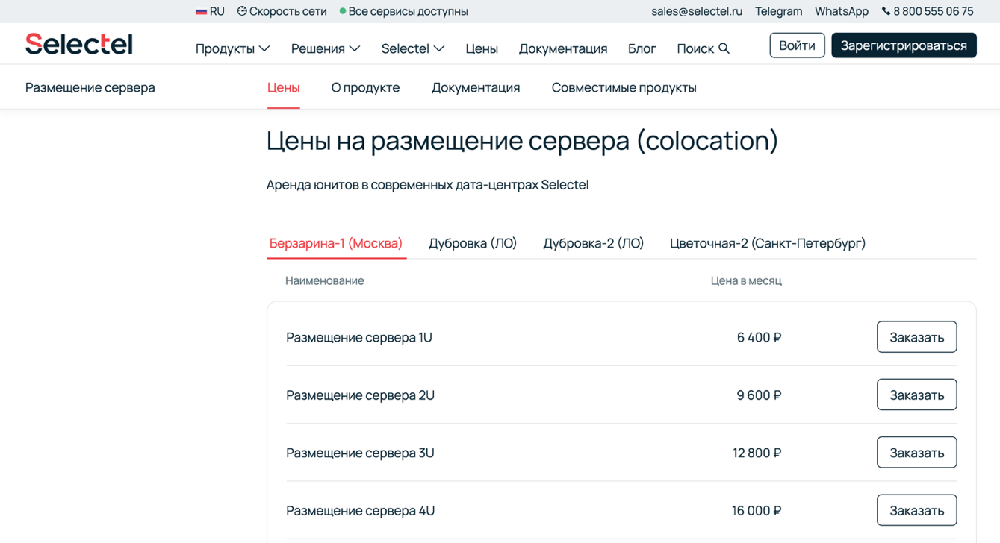 RU Скорость сети Все сервисы доступны sales@selectel.ru Telegram WhatsApp 8 800 555 06 75
Selectel Продукты Решения Selectel Цены Документация Блог Поиск Войти Зарегистрироваться
Размещение сервера Цены О продукте Документация Совместимые продукты
Цены на размещение сервера (colocation)
Аренда юнитов в современных дата-центрах Selectel
Берзарина-1 (Москва) Дубровка (ЛО) Дубровка-2 (ЛО) Цветочная-2 (Санкт-Петербург)
Наименование Цена в месяц
Размещение сервера 1U 6 400 ₽ Заказать
Размещение сервера 2U 9 600 ₽ Заказать
Размещение сервера 3U 12 800 ₽ Заказать
Размещение сервера 4U 16 000 ₽ Заказать